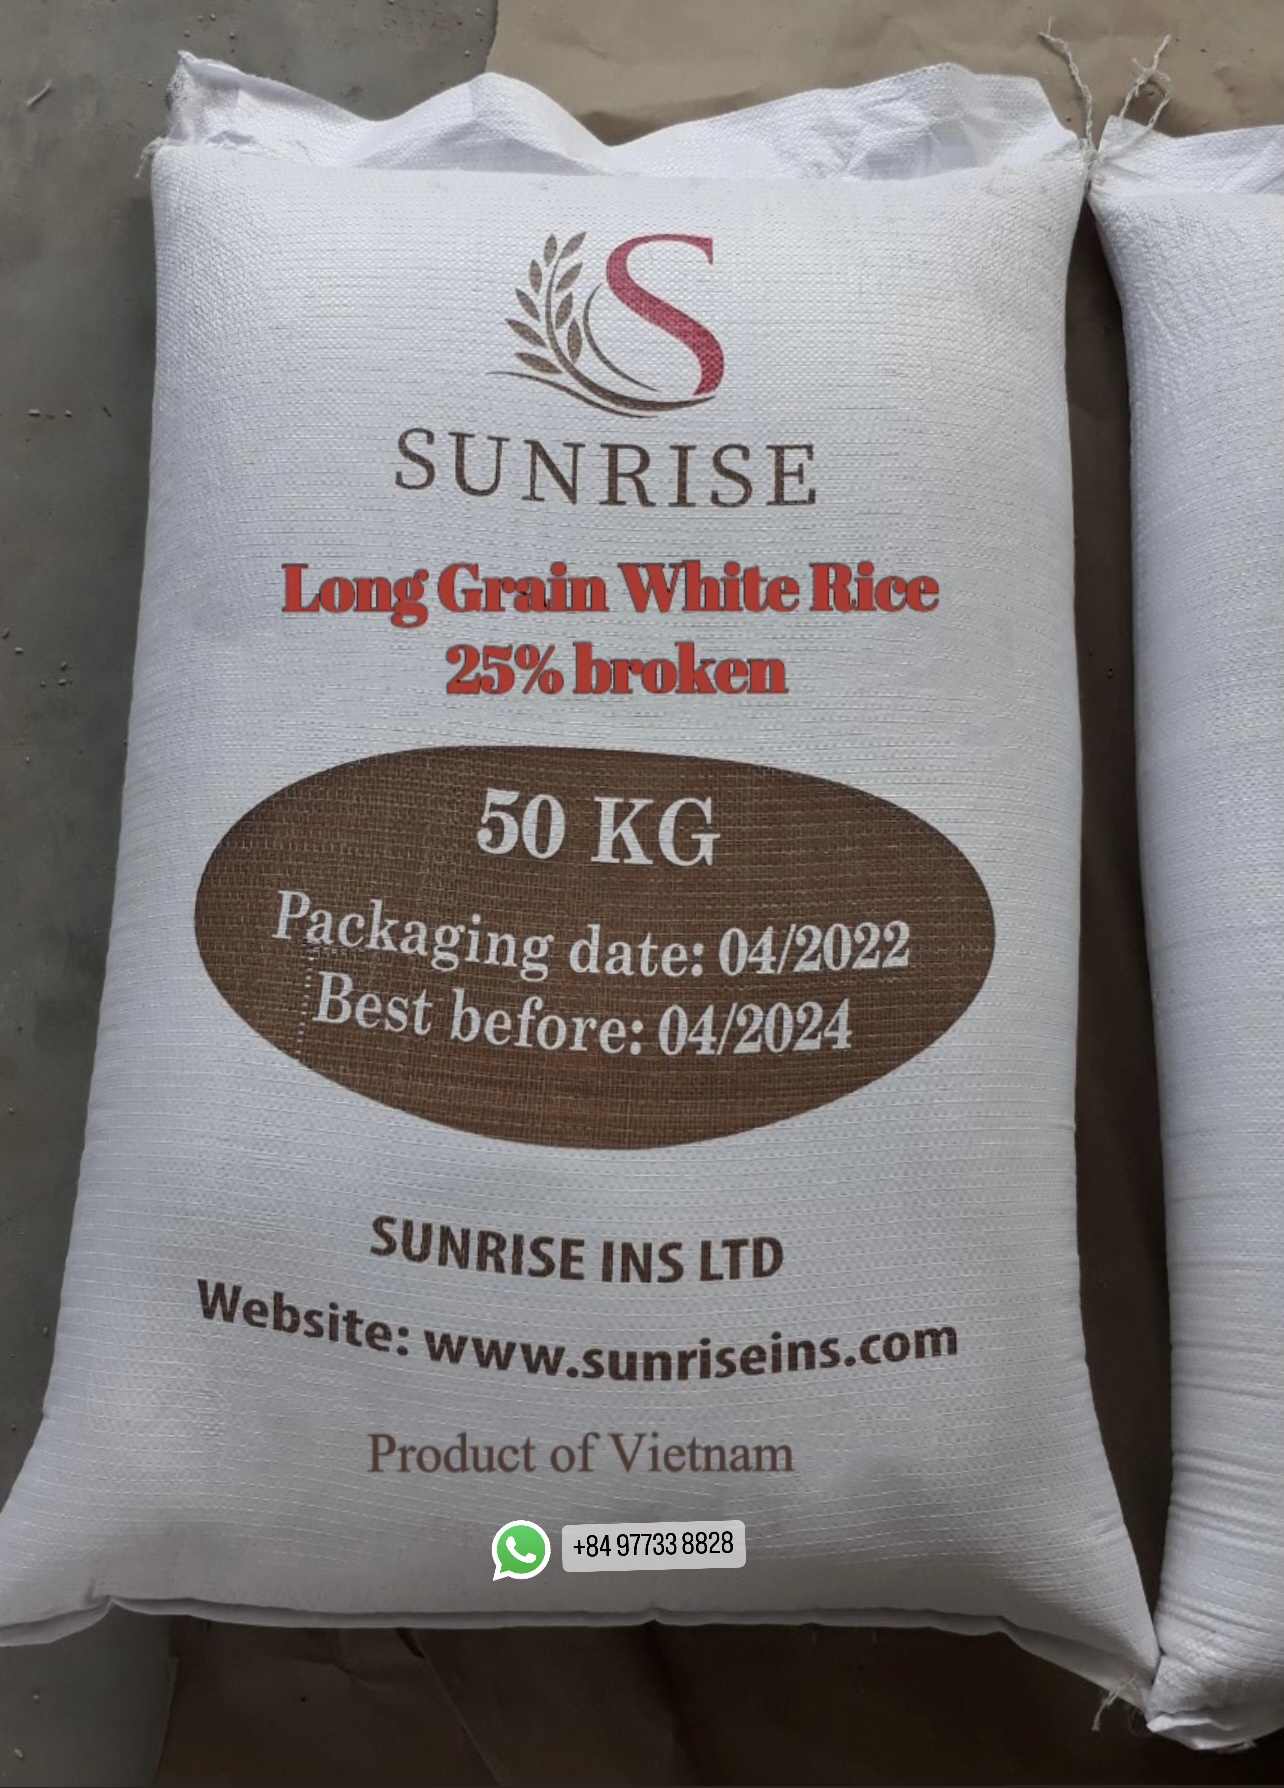 S
SUNRISE
Long Grain White Rice
25% broken
50 KG
Packaging date: 04/2022
Best before: 04/2024
SUNRISE INS LTD
Website: www.sunriseins.com
Product of Vietnam
+84 97733 8828